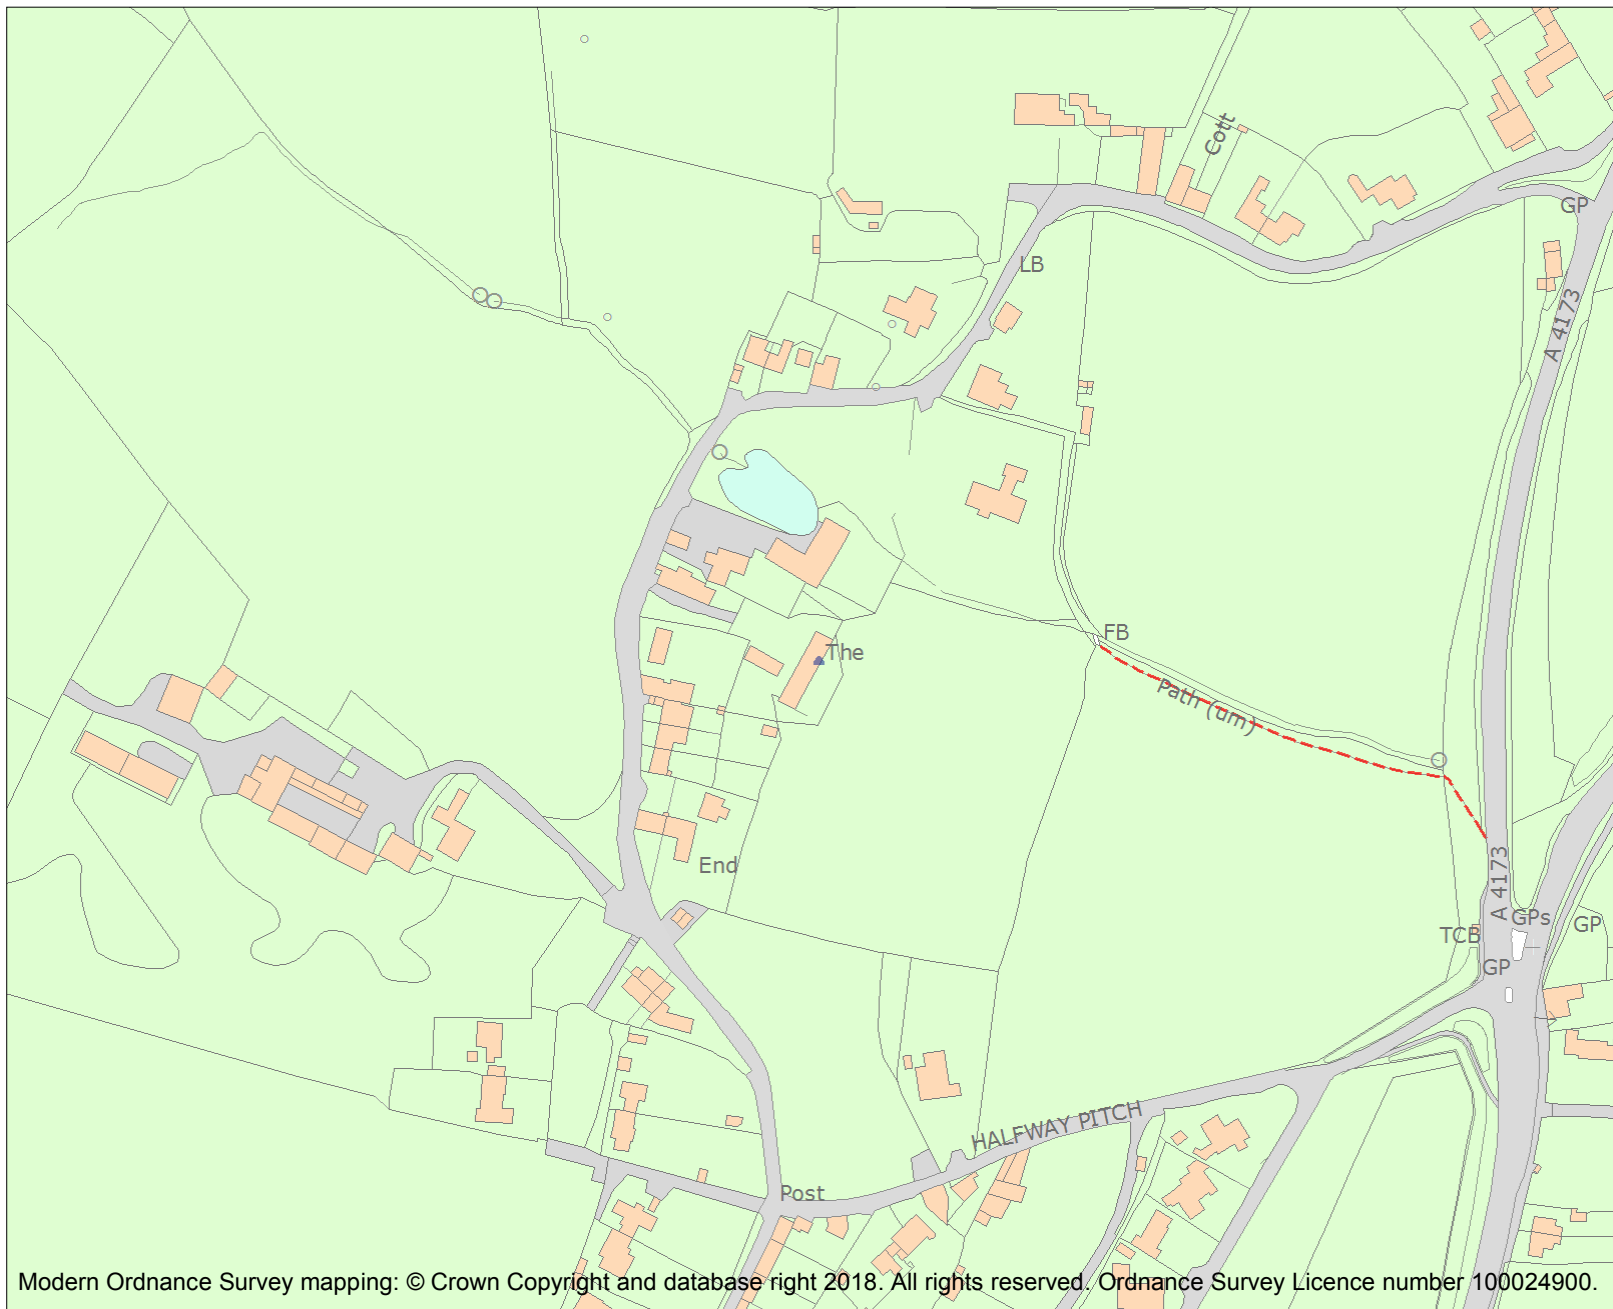 Cott
GP
LB
A 4173
The
FB
Path (um)
A 4173
End
GPs
GP
TCB
GP
HALFWAY PITCH
Post
Modern Ordnance Survey mapping: © Crown Copyright and database right 2018. All rights reserved. Ordnance Survey Licence number 100024900.